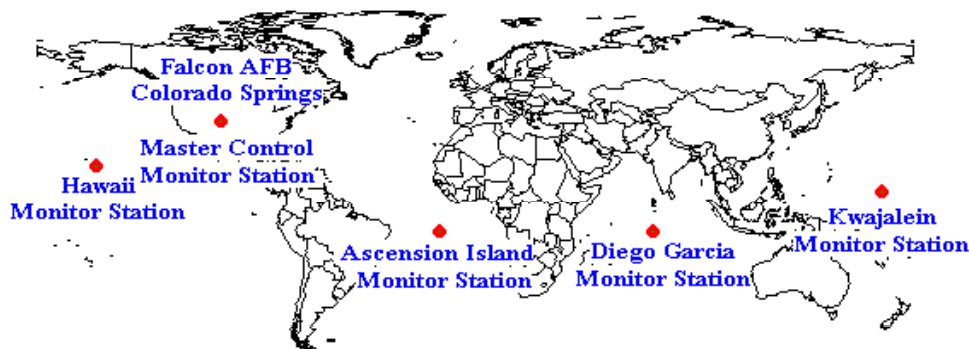 Falcon AFB
Colorado Springs
Master Control
Monitor Station
Hawaii
Monitor Station
Ascension Island
Monitor Station
Diego Garcia
Monitor Station
Kwajalein
Monitor Station